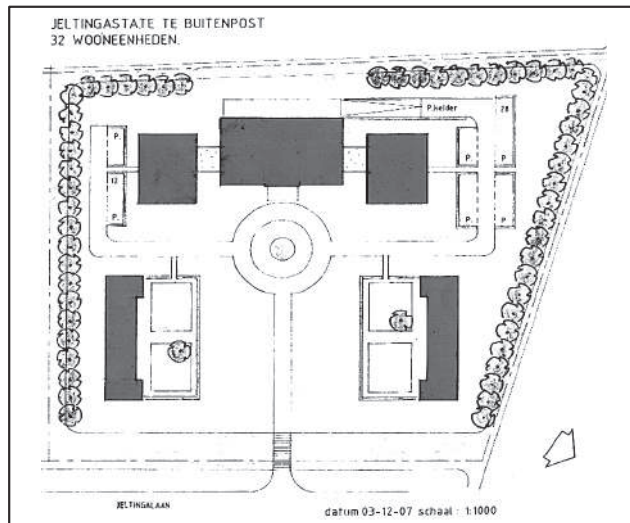 JELTINGASTATE TE BUITENPOST
32 WOONEENHEDEN.
P.kelder
28
P.
P.
P.
12
P.
P.
P.
JELTINGALAAN
datum 03-12-07 schaal : 1:1000